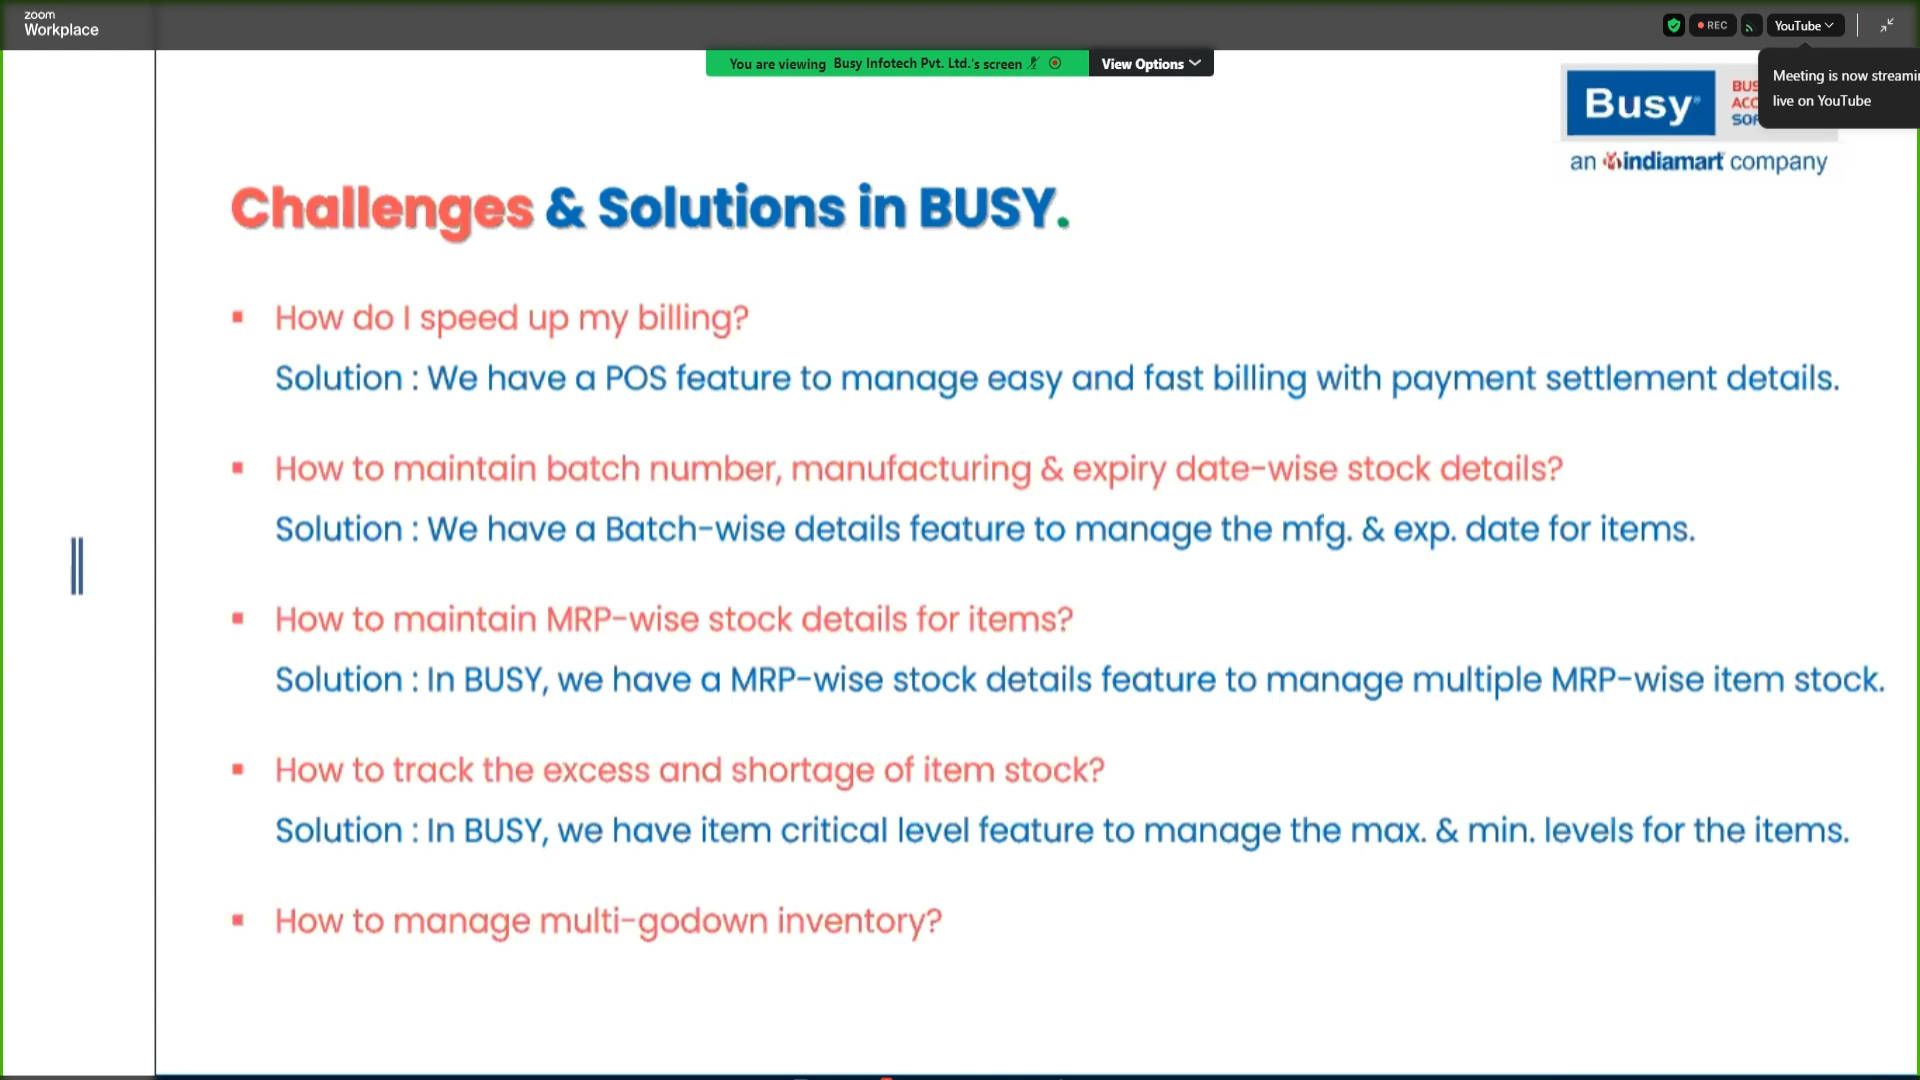 zoom
Workplace
REC
YouTube
You are viewing Busy Infotech Pvt. Ltd.'s screen
View Options
Meeting is now streami
live on YouTube
Busy
BUS
ACC
SOF
an indiamart company
Challenges & Solutions in BUSY.
▪ How do I speed up my billing?
Solution : We have a POS feature to manage easy and fast billing with payment settlement details.
▪ How to maintain batch number, manufacturing & expiry date-wise stock details?
Solution : We have a Batch-wise details feature to manage the mfg. & exp. date for items.
▪ How to maintain MRP-wise stock details for items?
Solution : In BUSY, we have a MRP-wise stock details feature to manage multiple MRP-wise item stock.
▪ How to track the excess and shortage of item stock?
Solution : In BUSY, we have item critical level feature to manage the max. & min. levels for the items.
▪ How to manage multi-godown inventory?